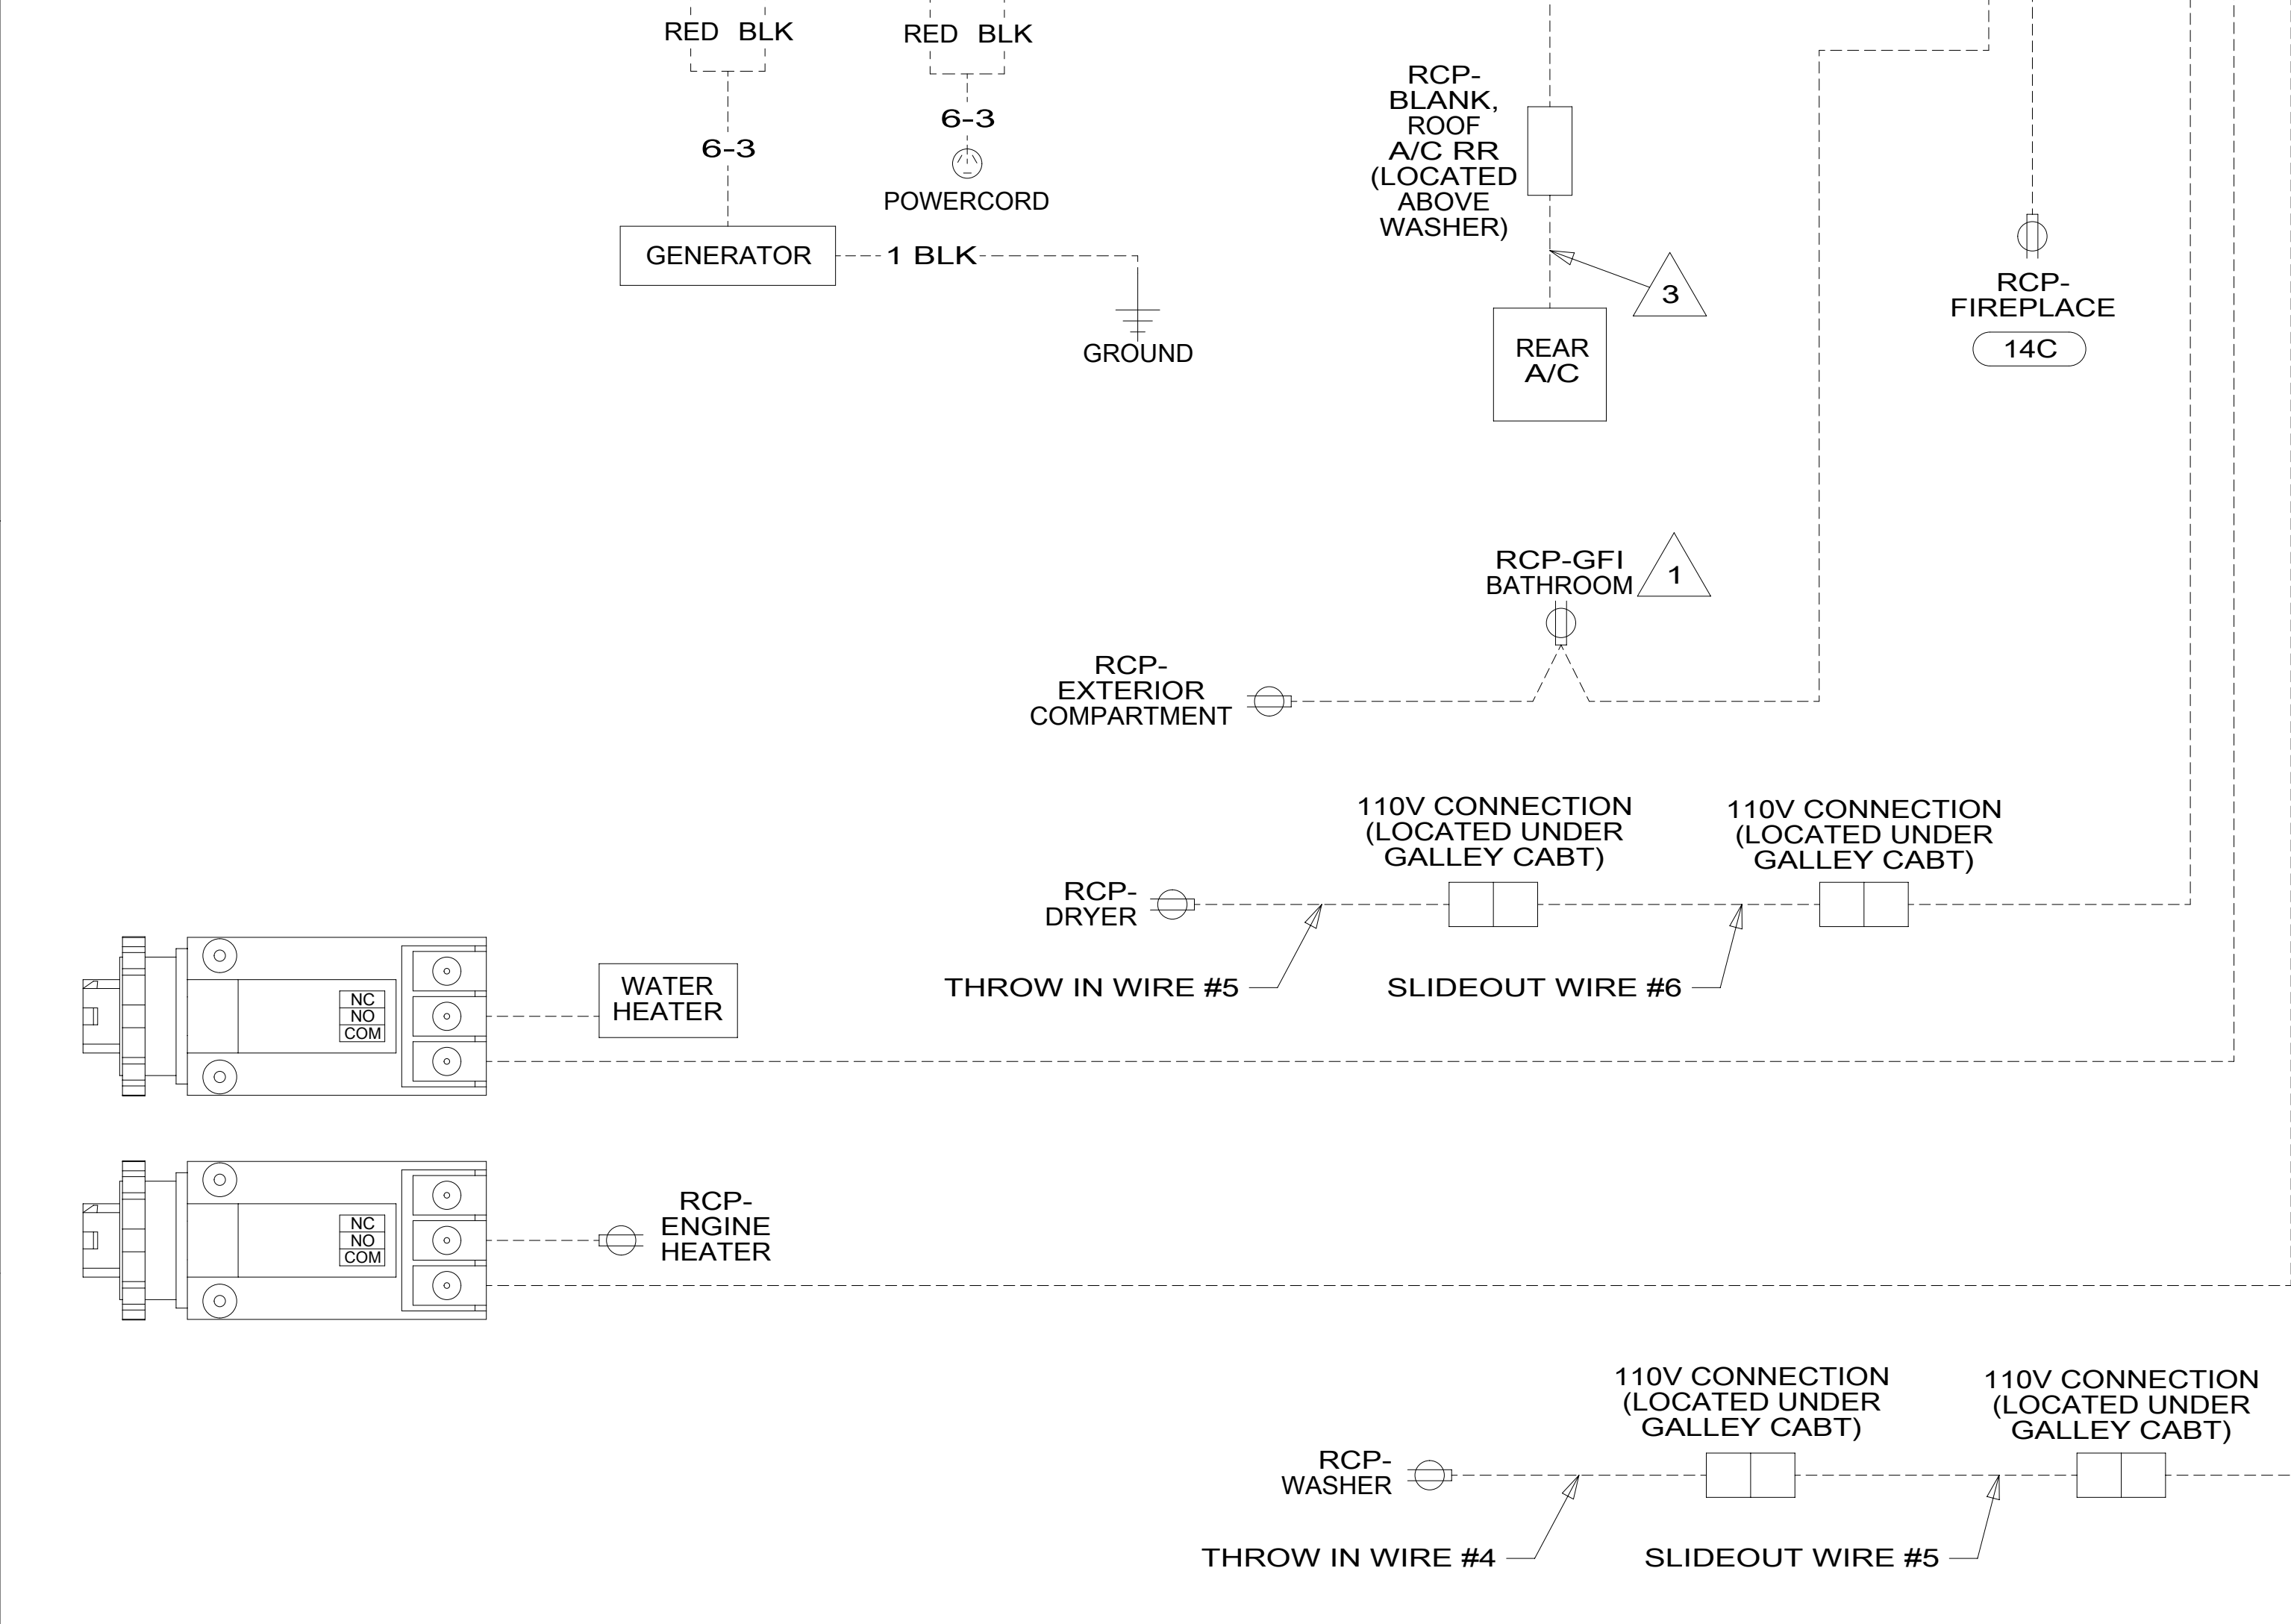 RED BLK
RED BLK
6-3
6-3
POWERCORD
GENERATOR
1 BLK
GROUND
RCP-
BLANK,
ROOF
A/C RR
(LOCATED
ABOVE
WASHER)
3
REAR
A/C
RCP-
FIREPLACE
14C
RCP-GFI
BATHROOM
1
RCP-
EXTERIOR
COMPARTMENT
110V CONNECTION
(LOCATED UNDER
GALLEY CABT)
110V CONNECTION
(LOCATED UNDER
GALLEY CABT)
RCP-
DRYER
THROW IN WIRE #5
SLIDEOUT WIRE #6
NC
NO
COM
WATER
HEATER
NC
NO
COM
RCP-
ENGINE
HEATER
110V CONNECTION
(LOCATED UNDER
GALLEY CABT)
110V CONNECTION
(LOCATED UNDER
GALLEY CABT)
RCP-
WASHER
THROW IN WIRE #4
SLIDEOUT WIRE #5